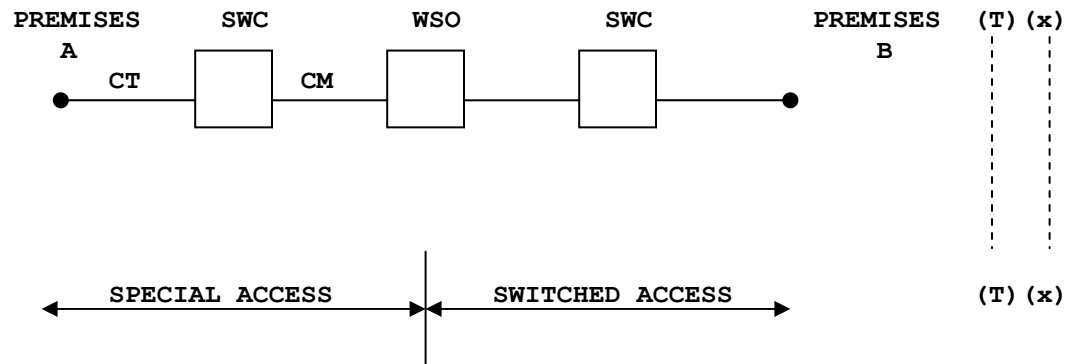 PREMISES SWC WSO SWC PREMISES (T) (x)
A B
CT CM
SPECIAL ACCESS SWITCHED ACCESS (T) (x)